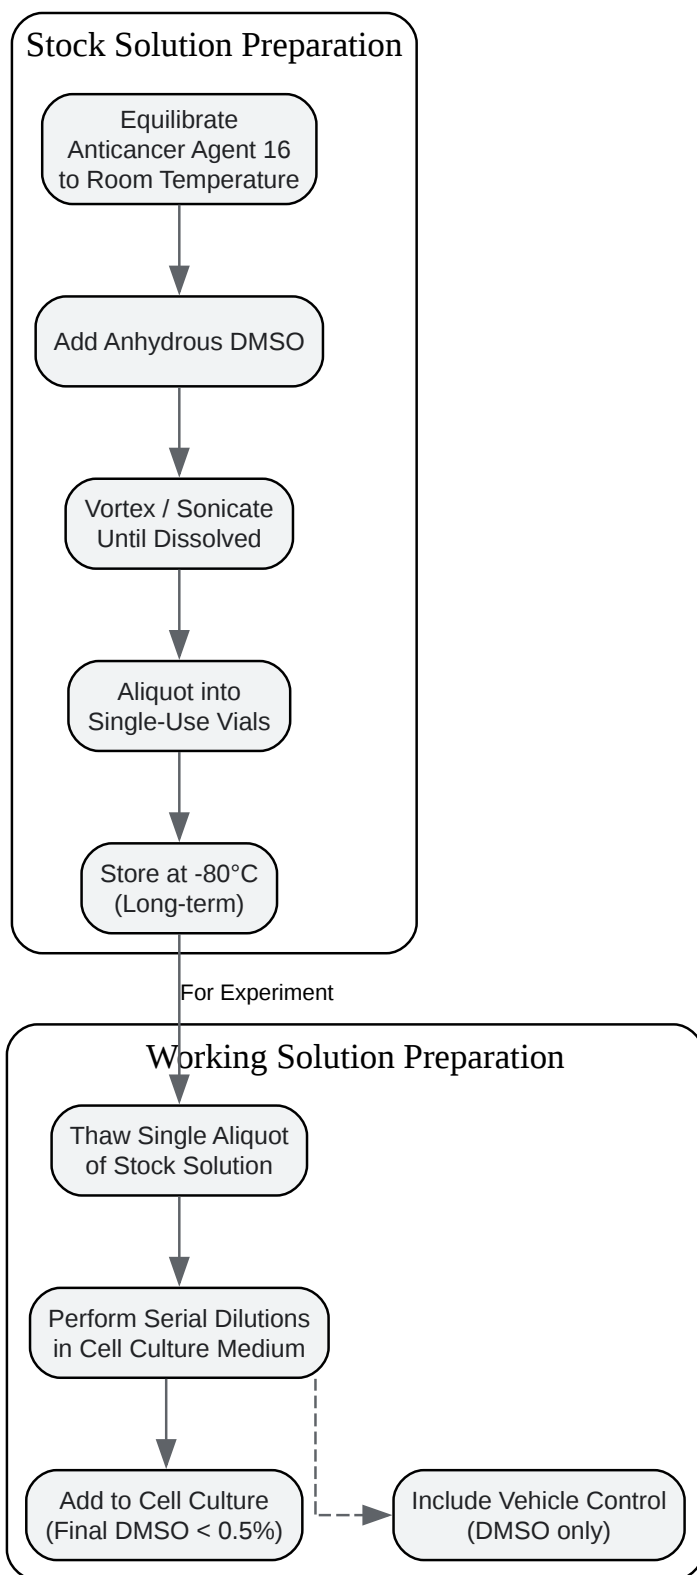 Stock Solution Preparation
Equilibrate
Anticancer Agent 16
to Room Temperature
Add Anhydrous DMSO
Vortex / Sonicate
Until Dissolved
Aliquot into
Single-Use Vials
Store at -80°C
(Long-term)
For Experiment
Working Solution Preparation
Thaw Single Aliquot
of Stock Solution
Perform Serial Dilutions
in Cell Culture Medium
Add to Cell Culture
(Final DMSO < 0.5%)
Include Vehicle Control
(DMSO only)